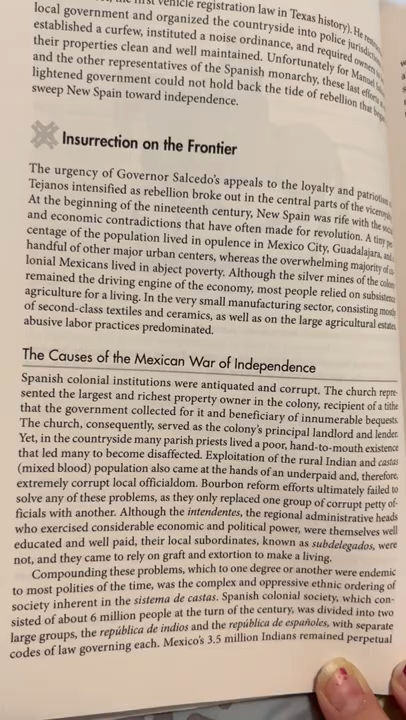 vehicle registration law in Texas history). He
local government and organized the countryside into police
established a curfew, instituted a noise ordinance, and required owners
their properties clean and well maintained. Unfortunately for Manuel
and the other representatives of the Spanish monarchy, these last efforts
lightened government could not hold back the tide of rebellion that
sweep New Spain toward independence.
Insurrection on the Frontier
The urgency of Governor Salcedo's appeals to the loyalty and
Tejanos intensified as rebellion broke out in the central parts of the
At the beginning of the nineteenth century, New Spain was rife with the
and economic contradictions that have often made for revolution. A tiny
centage of the population lived in opulence in Mexico City, Guadalajara,
handful of other major urban centers, whereas the overwhelming majority of
lonial Mexicans lived in abject poverty. Although the silver mines of the
remained the driving engine of the economy, most people relied on
agriculture for a living. In the very small manufacturing sector, consisting
of second-class textiles and ceramics, as well as on the large agricultural estates
abusive labor practices predominated.
The Causes of the Mexican War of Independence
Spanish colonial institutions were antiquated and corrupt. The church repre-
sented the largest and richest property owner in the colony, recipient of a tithe
that the government collected for it and beneficiary of innumerable bequests.
The church, consequently, served as the colony's principal landlord and lender.
Yet, in the countryside many parish priests lived a poor, hand-to-mouth existence
that led many to become disaffected. Exploitation of the rural Indian and castas
(mixed blood) population also came at the hands of an underpaid and, therefore,
extremely corrupt local officialdom. Bourbon reform efforts ultimately failed to
solve any of these problems, as they only replaced one group of corrupt petty of-
ficials with another. Although the intendentes, the regional administrative heads
who exercised considerable economic and political power, were themselves well
educated and well paid, their local subordinates, known as subdelegados, were
not, and they came to rely on graft and extortion to make a living.
Compounding these problems, which to one degree or another were endemic
to most polities of the time, was the complex and oppressive ethnic ordering of
society inherent in the sistema de castas. Spanish colonial society, which con-
sisted of about 6 million people at the turn of the century, was divided into two
large groups, the república de indios and the república de españoles, with separate
codes of law governing each. Mexico's 3.5 million Indians remained perpetual